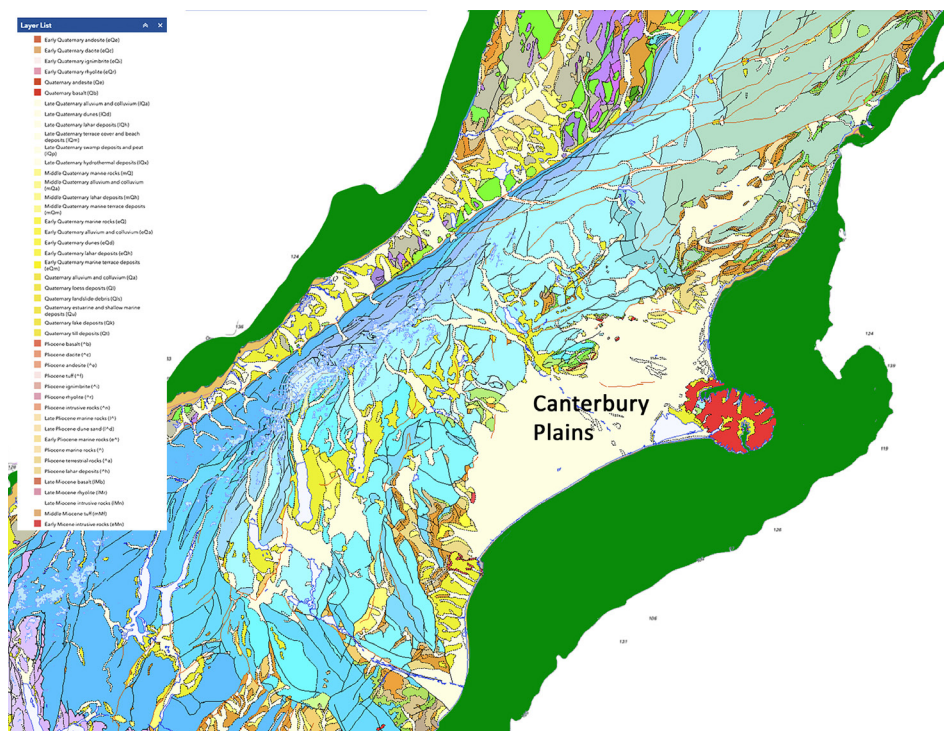 Layer List
Early Quaternary andesite (eQa)
Early Quaternary dacite (eQc)
Early Quaternary ignimbrite (eQi)
Early Quaternary rhyolite (eQr)
Quaternary andesite (Qa)
Quaternary basalt (Qb)
Late Quaternary alluvium and colluvium (lQa)
Late Quaternary dunes (lQd)
Late Quaternary lahar deposits (lQh)
Late Quaternary terrace cover and beach
deposits (lQm)
Late Quaternary swamp deposits and peat
(lQp)
Late Quaternary hydrothermal deposits (lQx)
Middle Quaternary marine rocks (mQ)
Middle Quaternary alluvium and colluvium
(mQa)
Middle Quaternary lahar deposits (mQh)
Middle Quaternary marine terrace deposits
(mQm)
Early Quaternary marine rocks (eQ)
Early Quaternary alluvium and colluvium (eQa)
Early Quaternary dunes (eQd)
Early Quaternary lahar deposits (eQh)
Early Quaternary marine terrace deposits
(eQm)
Quaternary alluvium and colluvium (Qa)
Quaternary loess deposits (Ql)
Quaternary landslide debris (Qls)
Quaternary estuarine and shallow marine
deposits (Qu)
Quaternary lake deposits (Qk)
Quaternary till deposits (Qt)
Pliocene basalt (^b)
Pliocene dacite (^c)
Pliocene andesite (^a)
Pliocene tuff (^f)
Pliocene ignimbrite (^i)
Pliocene rhyolite (^r)
Pliocene intrusive rocks (^n)
Late Pliocene marine rocks (l^)
Late Pliocene dune sand (l^d)
Early Pliocene marine rocks (e^)
Pliocene marine rocks (^)
Pliocene terrestrial rocks (^a)
Pliocene lahar deposits (^h)
Late Miocene basalt (lMb)
Late Miocene rhyolite (lMr)
Late Miocene intrusive rocks (lMn)
Middle Miocene tuff (mMf)
Early Micene intrusive rocks (eMn)
124
136
124
139
Canterbury
Plains
118
126
131